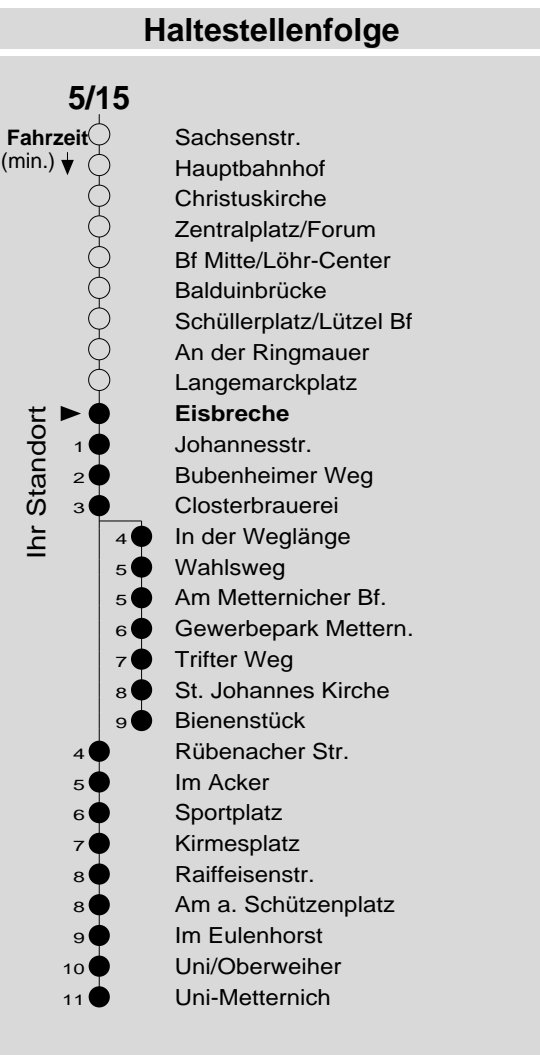 Haltestellenfolge
5/15
Fahrzeit
(min.)
Sachsenstr.
Hauptbahnhof
Christuskirche
Zentralplatz/Forum
Bf Mitte/Löhr-Center
Balduinbrücke
Schüllerplatz/Lützel Bf
An der Ringmauer
Langemarckplatz
Ihr Standort
Eisbreche
1 Johannesstr.
2 Bubenheimer Weg
3 Closterbrauerei
4 In der Weglänge
5 Wahlsweg
5 Am Metternicher Bf.
6 Gewerbepark Mettern.
7 Trifter Weg
8 St. Johannes Kirche
9 Bienenstück
4 Rübenacher Str.
5 Im Acker
6 Sportplatz
7 Kirmesplatz
8 Raiffeisenstr.
8 Am a. Schützenplatz
9 Im Eulenhorst
10 Uni/Oberweiher
11 Uni-Metternich